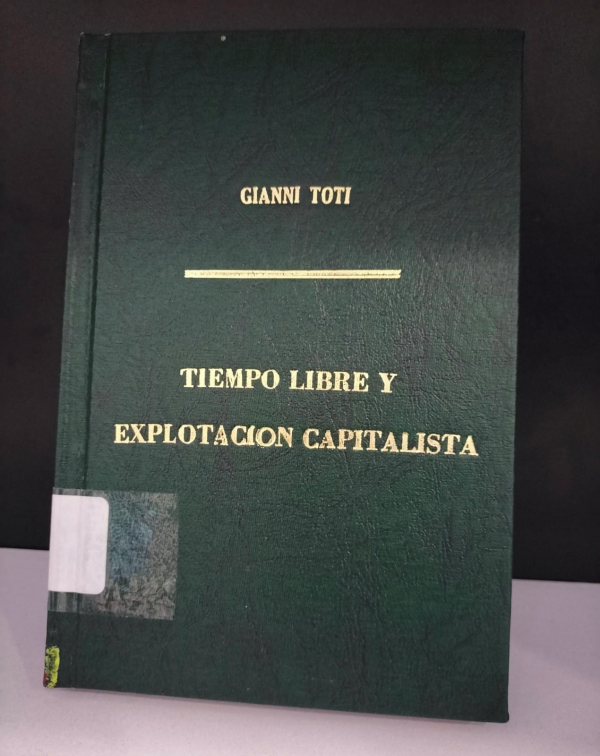 GIANNI TOTI
TIEMPO LIBRE Y
EXPLOTACION CAPITALISTA